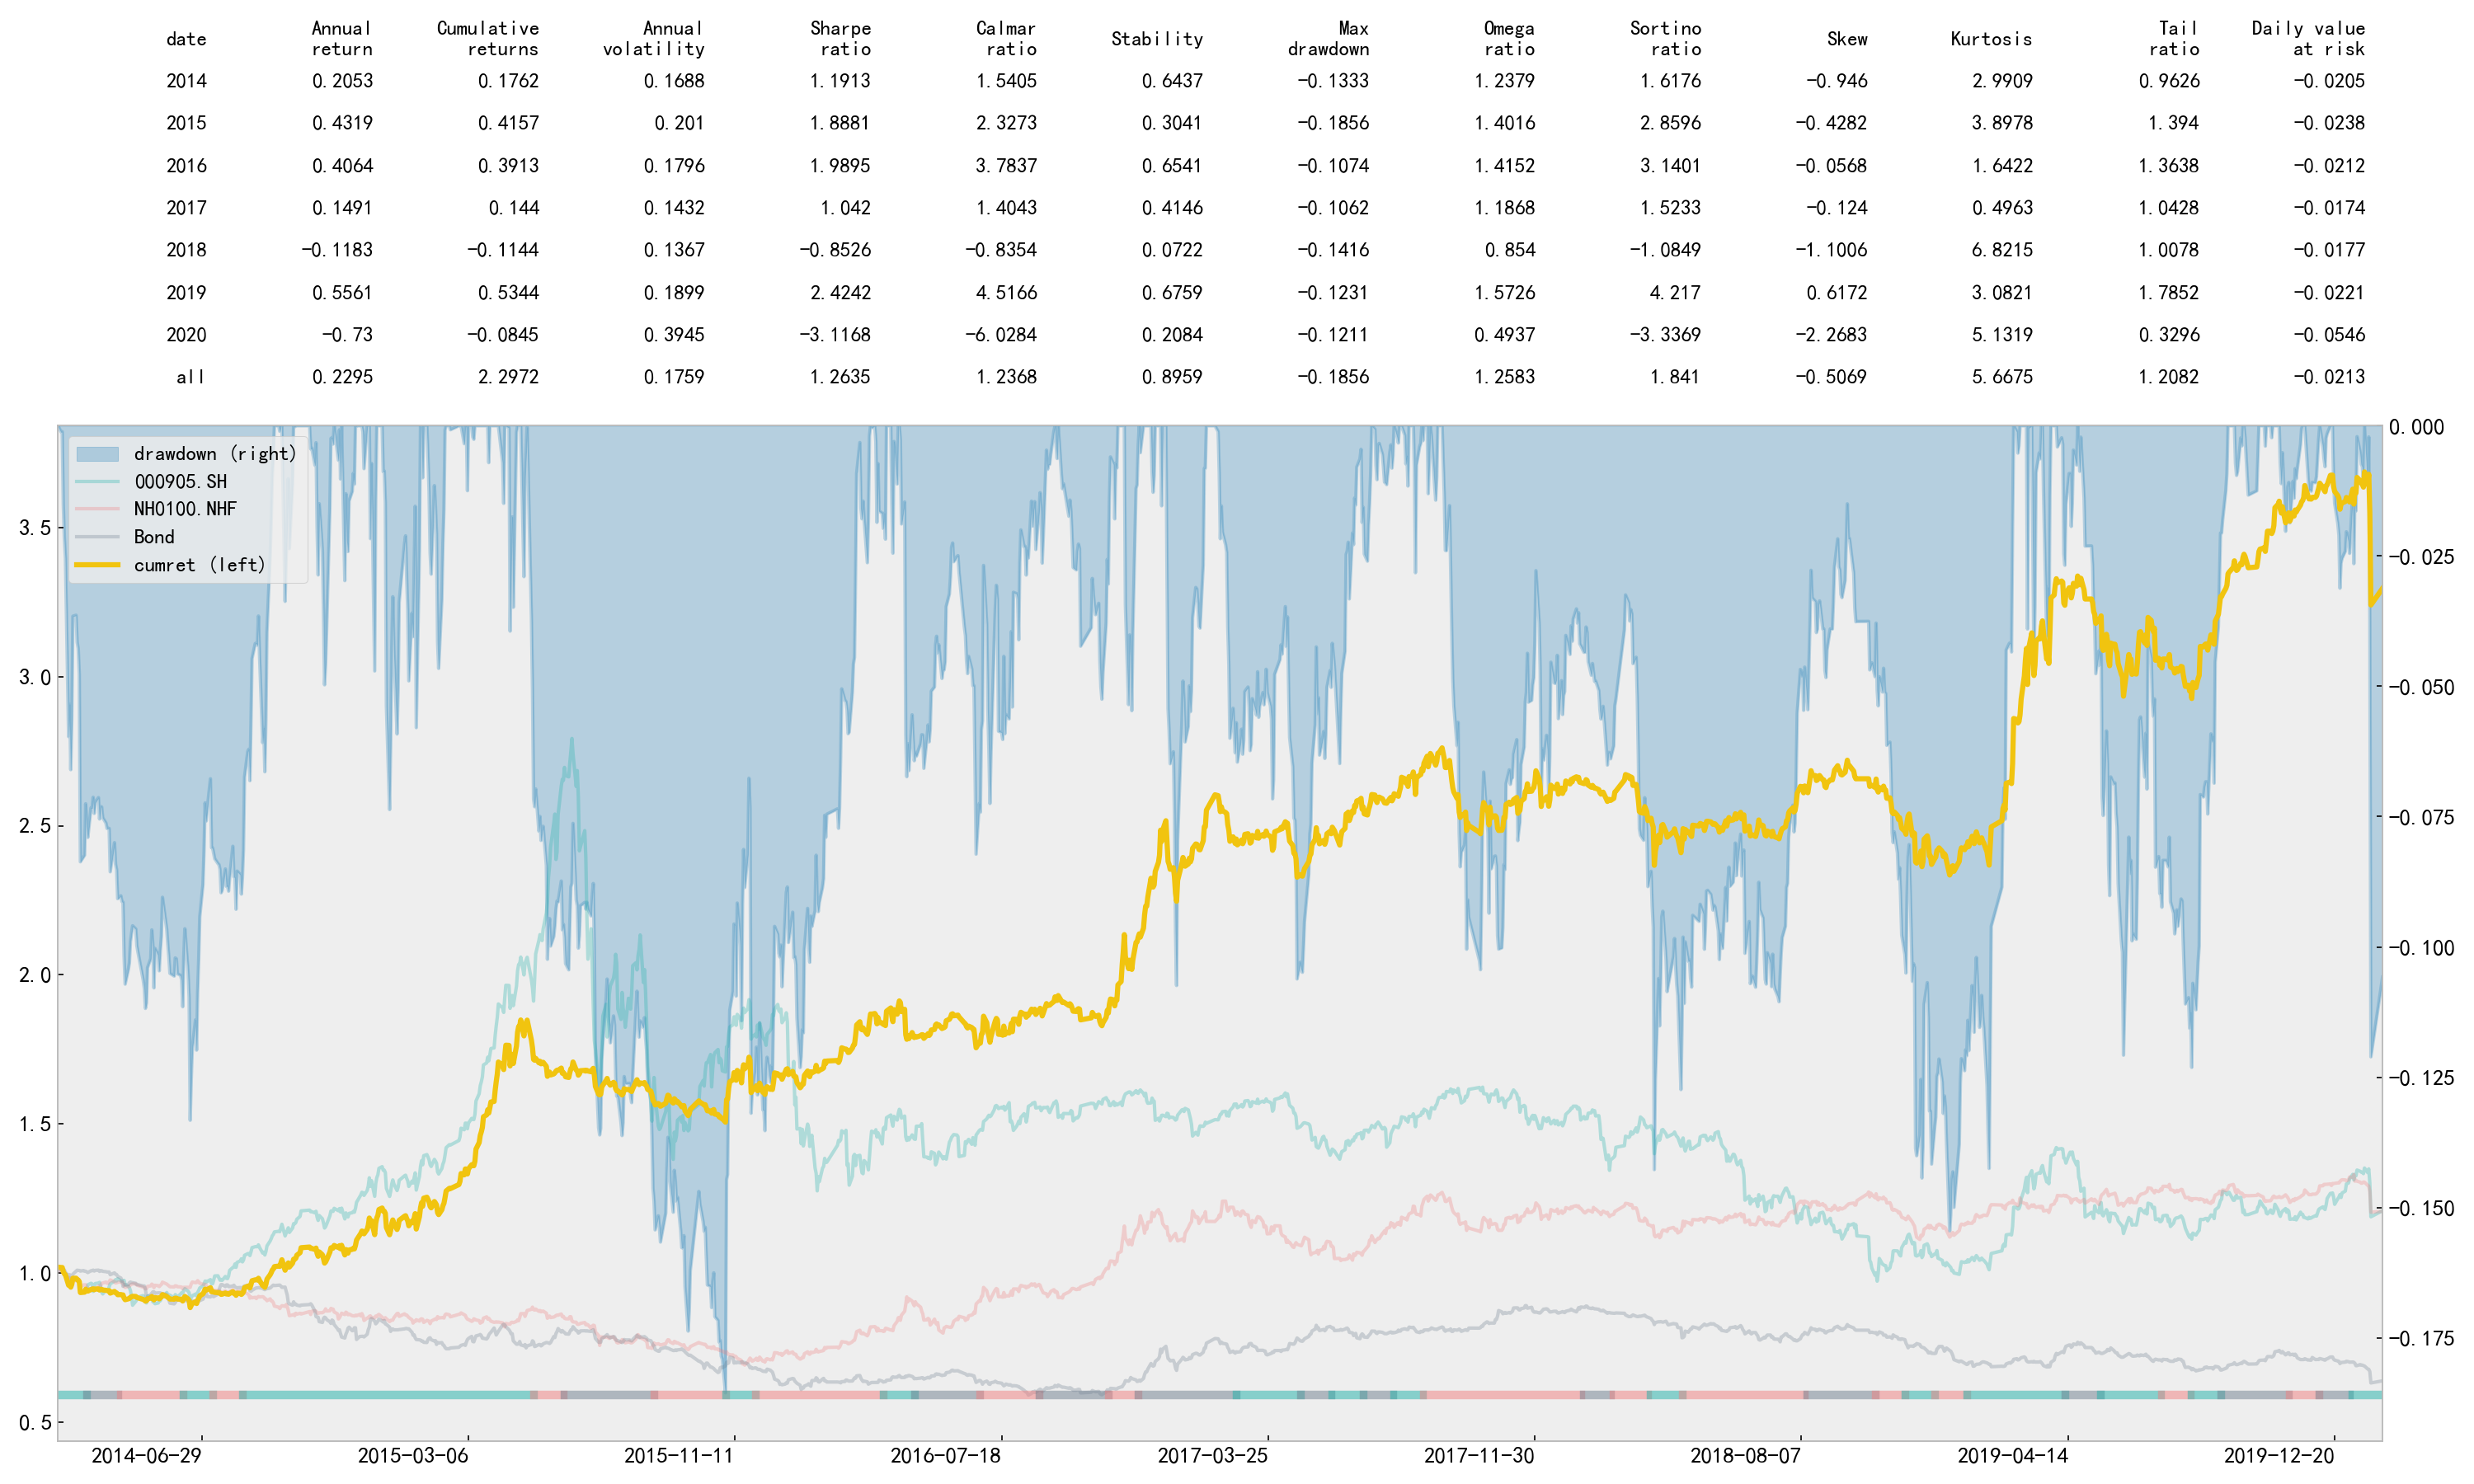 date Annual return Cumulative returns Annual volatility Sharpe ratio Calmar ratio Stability Max drawdown Omega ratio Sortino ratio Skew Kurtosis Tail ratio Daily value at risk
2014 0.2053 0.1762 0.1688 1.1913 1.5405 0.6437 −0.1333 1.2379 1.6176 −0.946 2.9909 0.9626 −0.0205
2015 0.4319 0.4157 0.201 1.8881 2.3273 0.3041 −0.1856 1.4016 2.8596 −0.4282 3.8978 1.394 −0.0238
2016 0.4064 0.3913 0.1796 1.9895 3.7837 0.6541 −0.1074 1.4152 3.1401 −0.0568 1.6422 1.3638 −0.0212
2017 0.1491 0.144 0.1432 1.042 1.4043 0.4146 −0.1062 1.1868 1.5233 −0.124 0.4963 1.0428 −0.0174
2018 −0.1183 −0.1144 0.1367 −0.8526 −0.8354 0.0722 −0.1416 0.854 −1.0849 −1.1006 6.8215 1.0078 −0.0177
2019 0.5561 0.5344 0.1899 2.4242 4.5166 0.6759 −0.1231 1.5726 4.217 0.6172 3.0821 1.7852 −0.0221
2020 −0.73 −0.0845 0.3945 −3.1168 −6.0284 0.2084 −0.1211 0.4937 −3.3369 −2.2683 5.1319 0.3296 −0.0546
all 0.2295 2.2972 0.1759 1.2635 1.2368 0.8959 −0.1856 1.2583 1.841 −0.5069 5.6675 1.2082 −0.0213
drawdown (right)
000905.SH
NH0100.NHF
Bond
cumret (left)
3.5
3.0
2.5
2.0
1.5
1.0
0.5
0.000
−0.025
−0.050
−0.075
−0.100
−0.125
−0.150
−0.175
2014−06−29 2015−03−06 2015−11−11 2016−07−18 2017−03−25 2017−11−30 2018−08−07 2019−04−14 2019−12−20